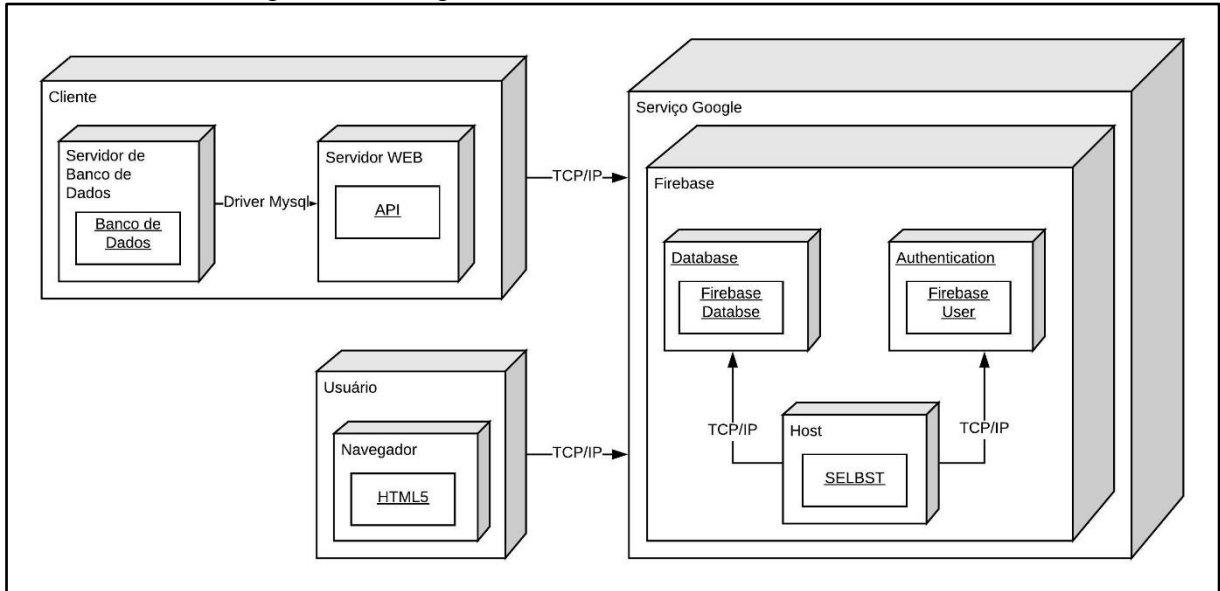 Cliente
Servidor de
Banco de
Dados
Banco de
Dados
Driver Mysql
Servidor WEB
API
TCP/IP
Serviço Google
Firebase
Database
Firebase
Databse
Authentication
Firebase
User
TCP/IP
TCP/IP
Host
SELBST
Usuário
Navegador
HTML5
TCP/IP